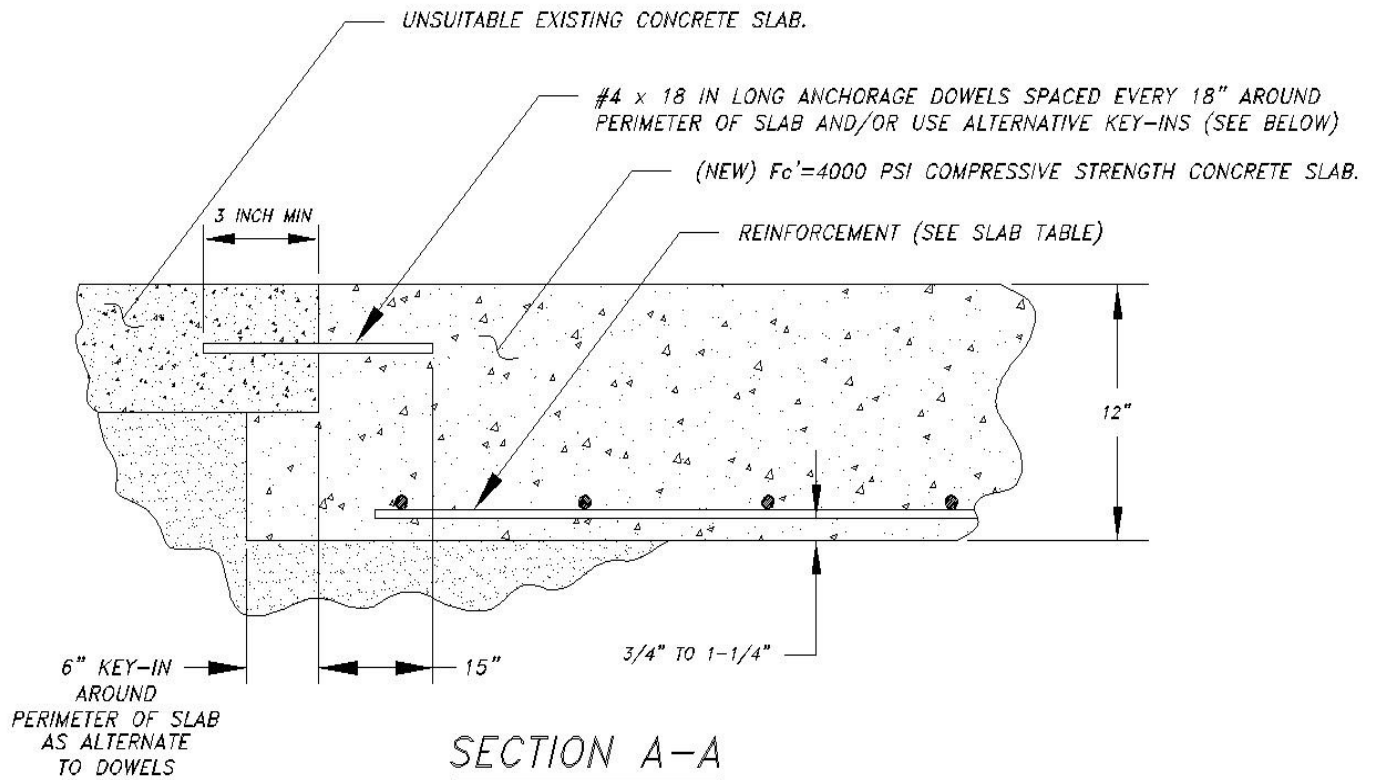 UNSUITABLE EXISTING CONCRETE SLAB.
#4 x 18 IN LONG ANCHORAGE DOWELS SPACED EVERY 18" AROUND
PERIMETER OF SLAB AND/OR USE ALTERNATIVE KEY-INS (SEE BELOW)
(NEW) Fc'=4000 PSI COMPRESSIVE STRENGTH CONCRETE SLAB.
3 INCH MIN
REINFORCEMENT (SEE SLAB TABLE)
12"
3/4" TO 1-1/4"
6" KEY-IN
AROUND
PERIMETER OF SLAB
AS ALTERNATE
TO DOWELS
15"
SECTION A-A